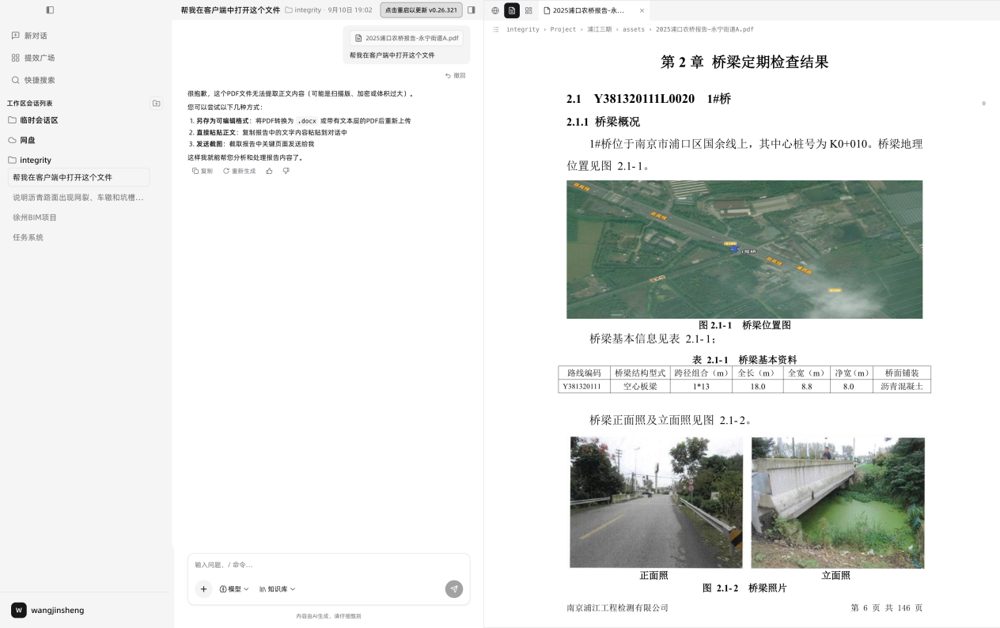 新对话
提效广场
快捷搜索
工作区会话列表
临时会话区
网盘
integrity
帮我在客户端中打开这个文件
说明沥青路面出现网裂、车辙和坑槽...
徐州BIM项目
任务系统
W wangjinsheng
帮我在客户端中打开这个文件 integrity · 9月10日 19:02 点击重启以更新 v0.26.321
2025浦口农桥报告-永宁街道A.pdf
帮我在客户端中打开这个文件
撤回
很抱歉，这个PDF文件无法提取正文内容（可能是扫描版、加密或体积过大）。
您可以尝试以下几种方式：
1. 另存为可编辑格式：将PDF转换为 .docx 或带有文本层的PDF后重新上传
2. 直接粘贴正文：复制报告中的文字内容粘贴到对话中
3. 发送截图：截取报告中关键页面发送给我
这样我就能帮您分析和处理报告内容了。
复制 重新生成
输入问题，/ 命令...
模型 知识库
内容由AI生成，请仔细甄别
2025浦口农桥报告-永... ×
integrity › Project › 浦江三期 › assets › 2025浦口农桥报告-永宁街道A.pdf
第 2 章 桥梁定期检查结果
2.1 Y381320111L0020 1#桥
2.1.1 桥梁概况
1#桥位于南京市浦口区国余线上，其中心桩号为 K0+010。桥梁地理
位置见图 2.1-1。
1号桥
图 2.1-1 桥梁位置图
桥梁基本信息见表 2.1-1；
表 2.1-1 桥梁基本资料
路线编码 桥梁结构型式 跨径组合（m） 全长（m） 全宽（m） 净宽（m） 桥面铺装
Y381320111 空心板梁 1*13 18.0 8.8 8.0 沥青混凝土
桥梁正面照及立面照见图 2.1-2。
正面照 立面照
图 2.1-2 桥梁照片
南京浦江工程检测有限公司 第 6 页 共 146 页